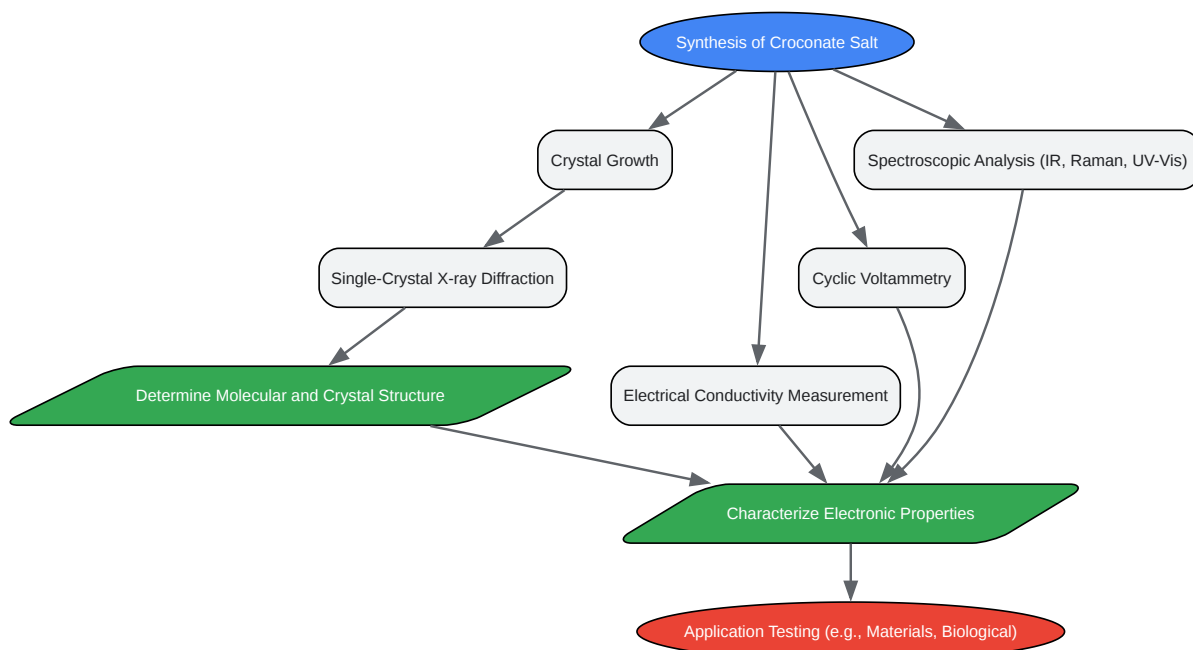 Synthesis of Croconate Salt
Crystal Growth
Spectroscopic Analysis (IR, Raman, UV-Vis)
Single-Crystal X-ray Diffraction
Cyclic Voltammetry
Determine Molecular and Crystal Structure
Electrical Conductivity Measurement
Characterize Electronic Properties
Application Testing (e.g., Materials, Biological)